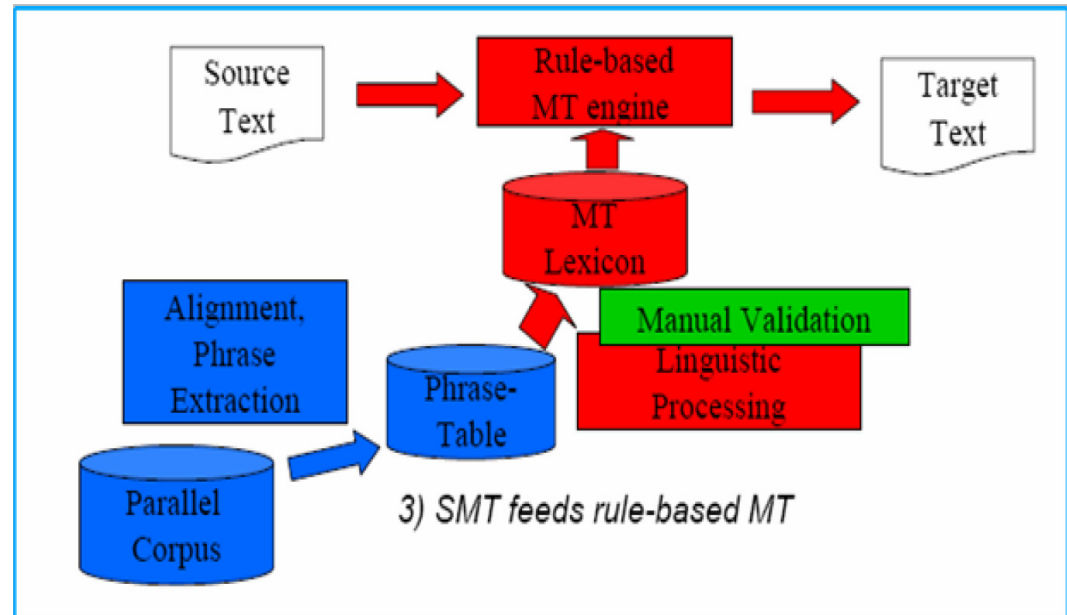 Source
Text
Rule-based
MT engine
Target
Text
MT
Lexicon
Alignment,
Phrase
Extraction
Manual Validation
Linguistic
Processing
Phrase-
Table
Parallel
Corpus
3) SMT feeds rule-based MT